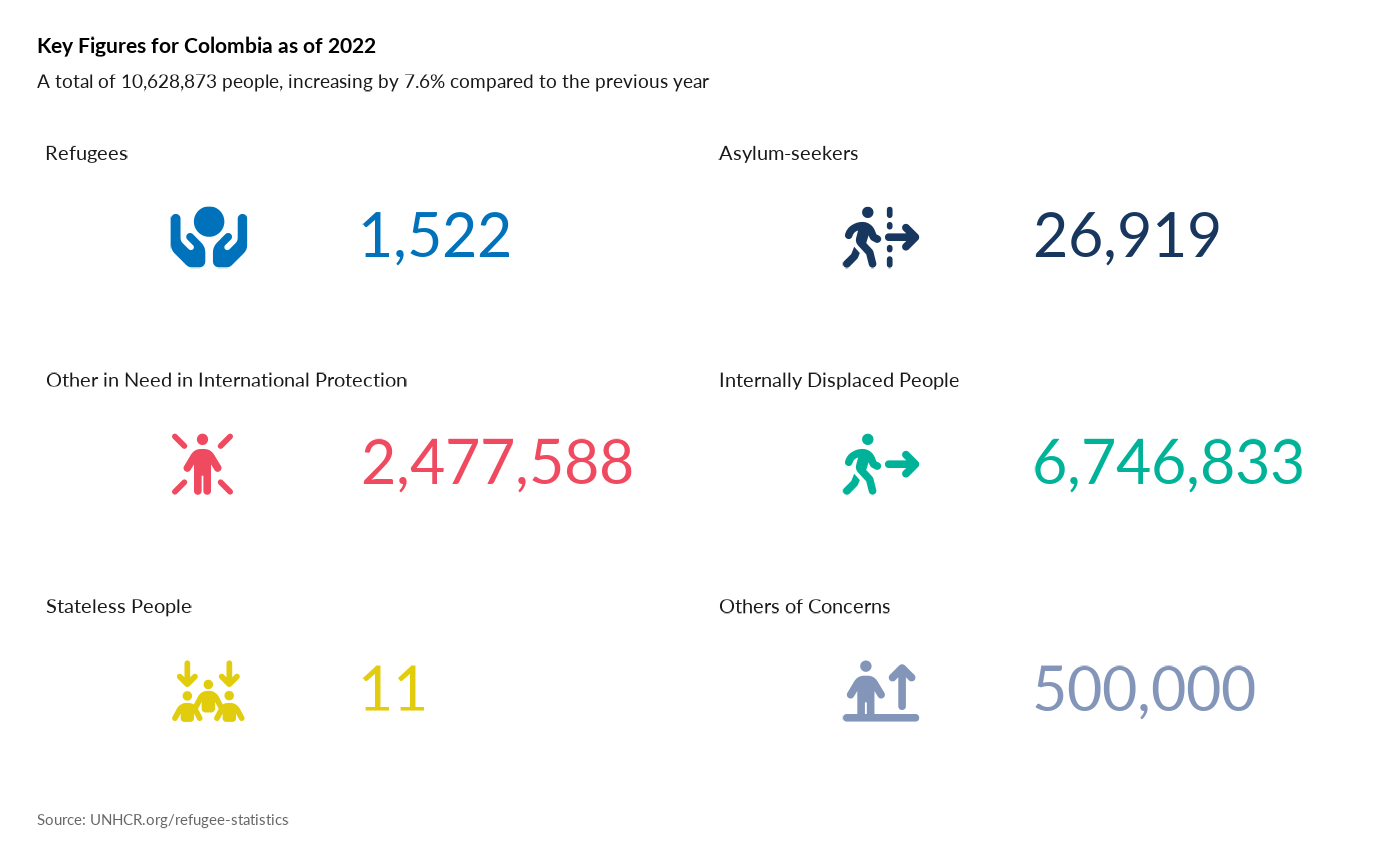 Key Figures for Colombia as of 2022
A total of 10,628,873 people, increasing by 7.6% compared to the previous year
Refugees
1,522
Asylum-seekers
26,919
Other in Need in International Protection
2,477,588
Internally Displaced People
6,746,833
Stateless People
11
Others of Concerns
500,000
Source: UNHCR.org/refugee-statistics